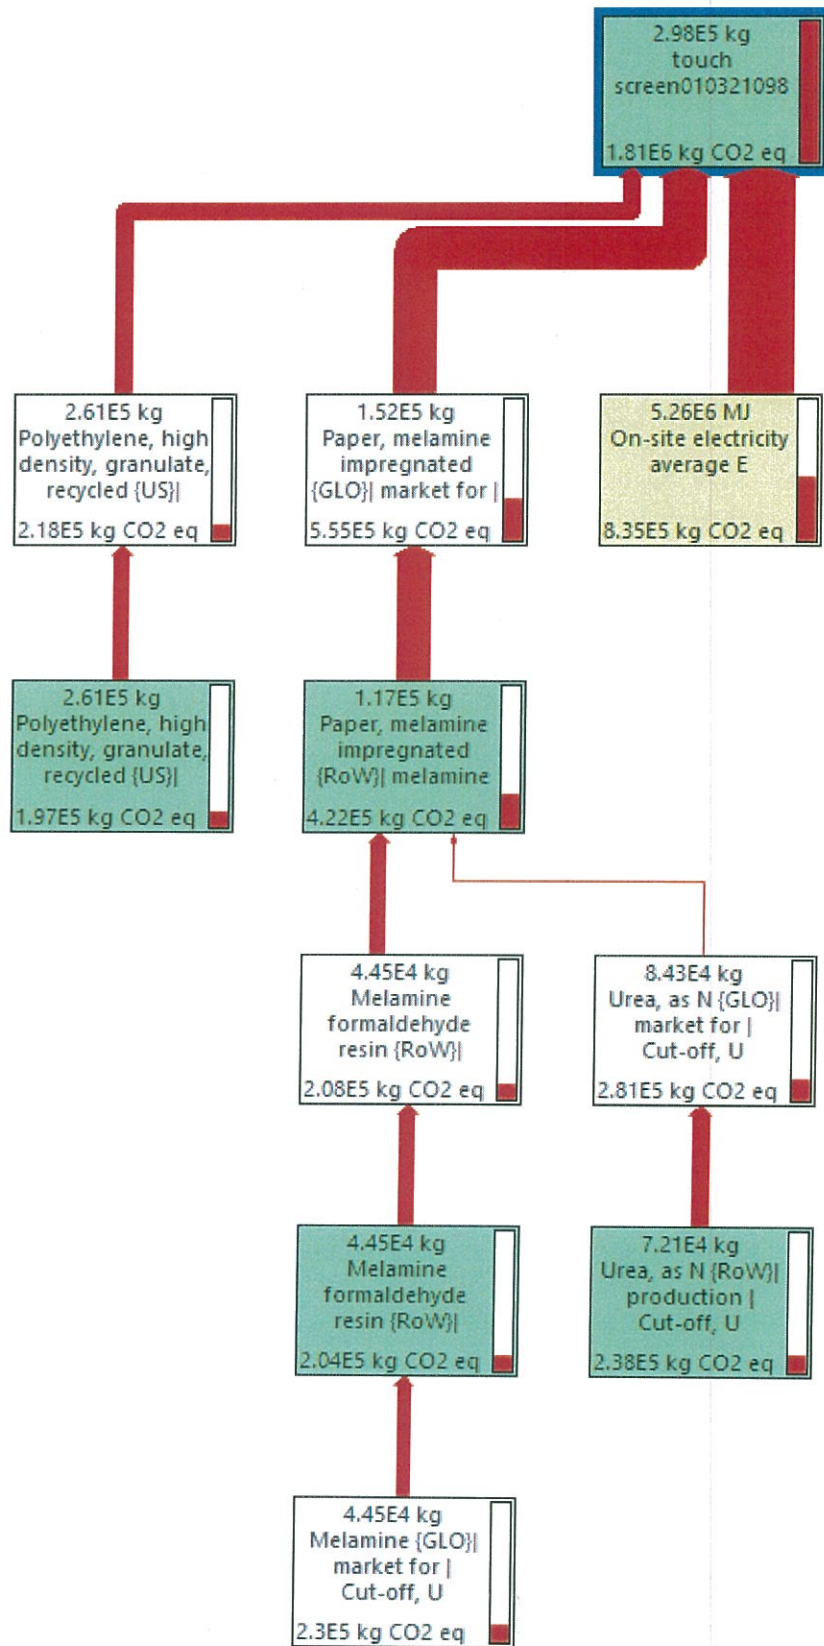 2.98E5 kg
touch
screen010321098
1.81E6 kg CO2 eq
2.61E5 kg
Polyethylene, high
density, granulate,
recycled {US}|
2.18E5 kg CO2 eq
1.52E5 kg
Paper, melamine
impregnated
{GLO}| market for |
5.55E5 kg CO2 eq
5.26E6 MJ
On-site electricity
average E
8.35E5 kg CO2 eq
2.61E5 kg
Polyethylene, high
density, granulate,
recycled {US}|
1.97E5 kg CO2 eq
1.17E5 kg
Paper, melamine
impregnated
{RoW}| melamine
4.22E5 kg CO2 eq
4.45E4 kg
Melamine
formaldehyde
resin {RoW}|
2.08E5 kg CO2 eq
8.43E4 kg
Urea, as N {GLO}|
market for |
Cut-off, U
2.81E5 kg CO2 eq
4.45E4 kg
Melamine
formaldehyde
resin {RoW}|
2.04E5 kg CO2 eq
7.21E4 kg
Urea, as N {RoW}|
production |
Cut-off, U
2.38E5 kg CO2 eq
4.45E4 kg
Melamine {GLO}|
market for |
Cut-off, U
2.3E5 kg CO2 eq